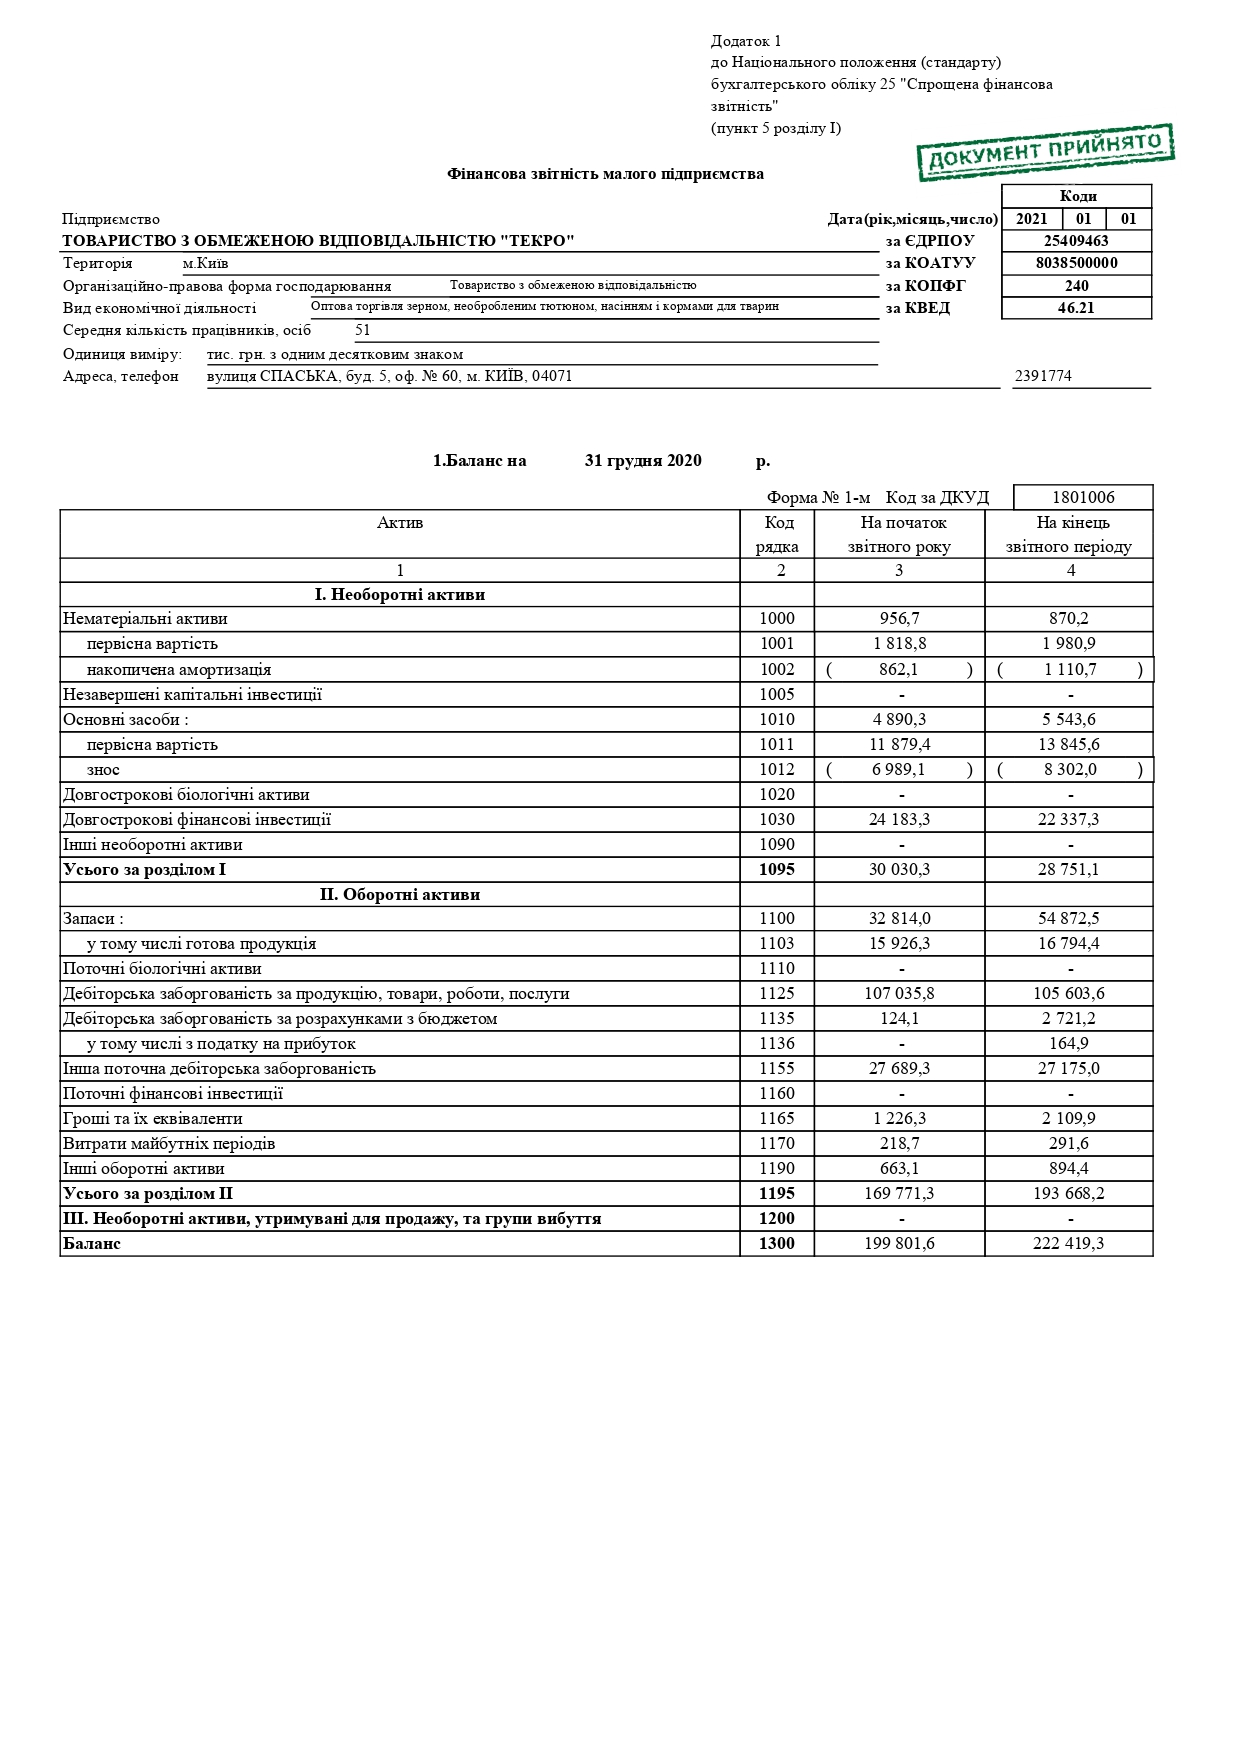 Додаток 1
до Національного положення (стандарту)
бухгалтерського обліку 25 "Спрощена фінансова
звітність"
(пункт 5 розділу І)
ДОКУМЕНТ ПРИЙНЯТО
Фінансова звітність малого підприємства
Коди
Підприємство Дата(рік,місяць,число) 2021 01 01
ТОВАРИСТВО З ОБМЕЖЕНОЮ ВІДПОВІДАЛЬНІСТЮ "ТЕКРО" за ЄДРПОУ 25409463
Територія м.Київ за КОАТУУ 8038500000
Організаційно-правова форма господарювання Товариство з обмеженою відповідальністю за КОПФГ 240
Вид економічної діяльності Оптова торгівля зерном, необробленим тютюном, насінням і кормами для тварин за КВЕД 46.21
Середня кількість працівників, осіб 51
Одиниця виміру: тис. грн. з одним десятковим знаком
Адреса, телефон вулиця СПАСЬКА, буд. 5, оф. № 60, м. КИЇВ, 04071 2391774
1.Баланс на 31 грудня 2020 р.
Форма № 1-м Код за ДКУД 1801006
Актив Код На початок На кінець
рядка звітного року звітного періоду
1 2 3 4
І. Необоротні активи
Нематеріальні активи 1000 956,7 870,2
первісна вартість 1001 1 818,8 1 980,9
накопичена амортизація 1002 ( 862,1 ) ( 1 110,7 )
Незавершені капітальні інвестиції 1005 - -
Основні засоби : 1010 4 890,3 5 543,6
первісна вартість 1011 11 879,4 13 845,6
знос 1012 ( 6 989,1 ) ( 8 302,0 )
Довгострокові біологічні активи 1020 - -
Довгострокові фінансові інвестиції 1030 24 183,3 22 337,3
Інші необоротні активи 1090 - -
Усього за розділом І 1095 30 030,3 28 751,1
ІІ. Оборотні активи
Запаси : 1100 32 814,0 54 872,5
у тому числі готова продукція 1103 15 926,3 16 794,4
Поточні біологічні активи 1110 - -
Дебіторська заборгованість за продукцію, товари, роботи, послуги 1125 107 035,8 105 603,6
Дебіторська заборгованість за розрахунками з бюджетом 1135 124,1 2 721,2
у тому числі з податку на прибуток 1136 - 164,9
Інша поточна дебіторська заборгованість 1155 27 689,3 27 175,0
Поточні фінансові інвестиції 1160 - -
Гроші та їх еквіваленти 1165 1 226,3 2 109,9
Витрати майбутніх періодів 1170 218,7 291,6
Інші оборотні активи 1190 663,1 894,4
Усього за розділом ІІ 1195 169 771,3 193 668,2
ІІІ. Необоротні активи, утримувані для продажу, та групи вибуття 1200 - -
Баланс 1300 199 801,6 222 419,3